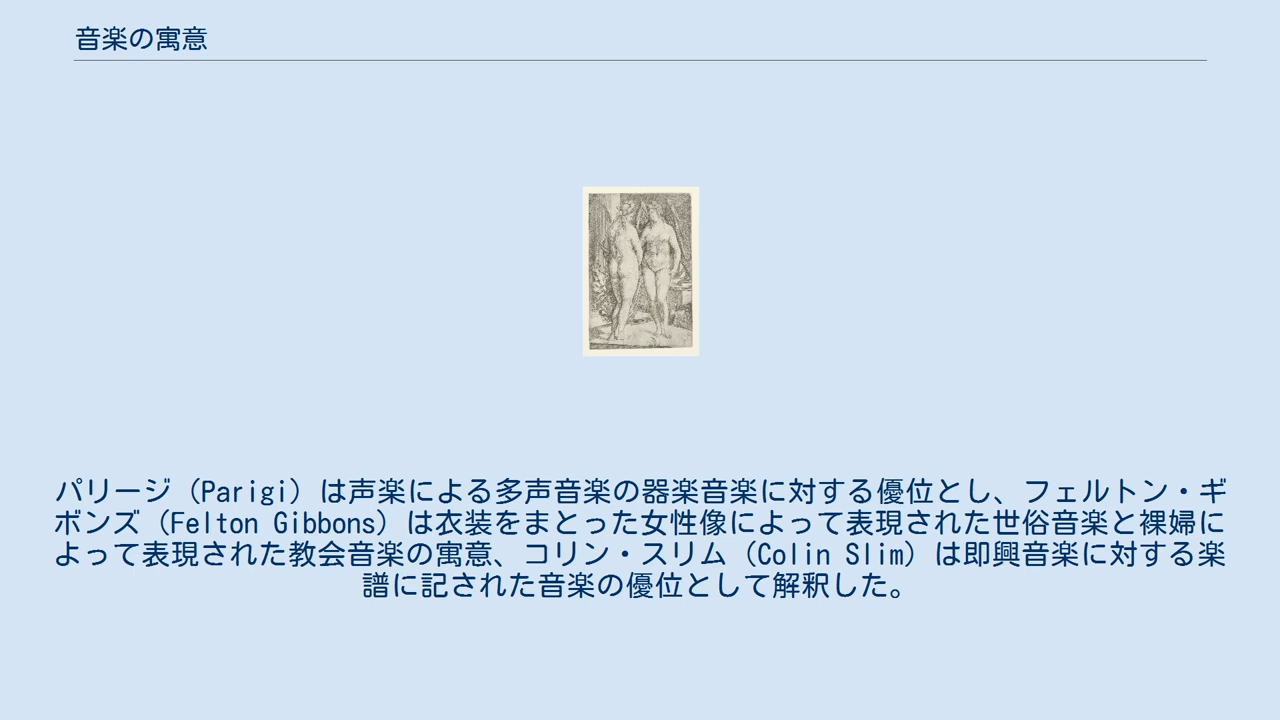 音楽の寓意
パリージ（Parigi）は声楽による多声音楽の器楽音楽に対する優位とし、フェルトン・ギ
ボンズ（Felton Gibbons）は衣装をまとった女性像によって表現された世俗音楽と裸婦に
よって表現された教会音楽の寓意、コリン・スリム（Colin Slim）は即興音楽に対する楽
譜に記された音楽の優位として解釈した。